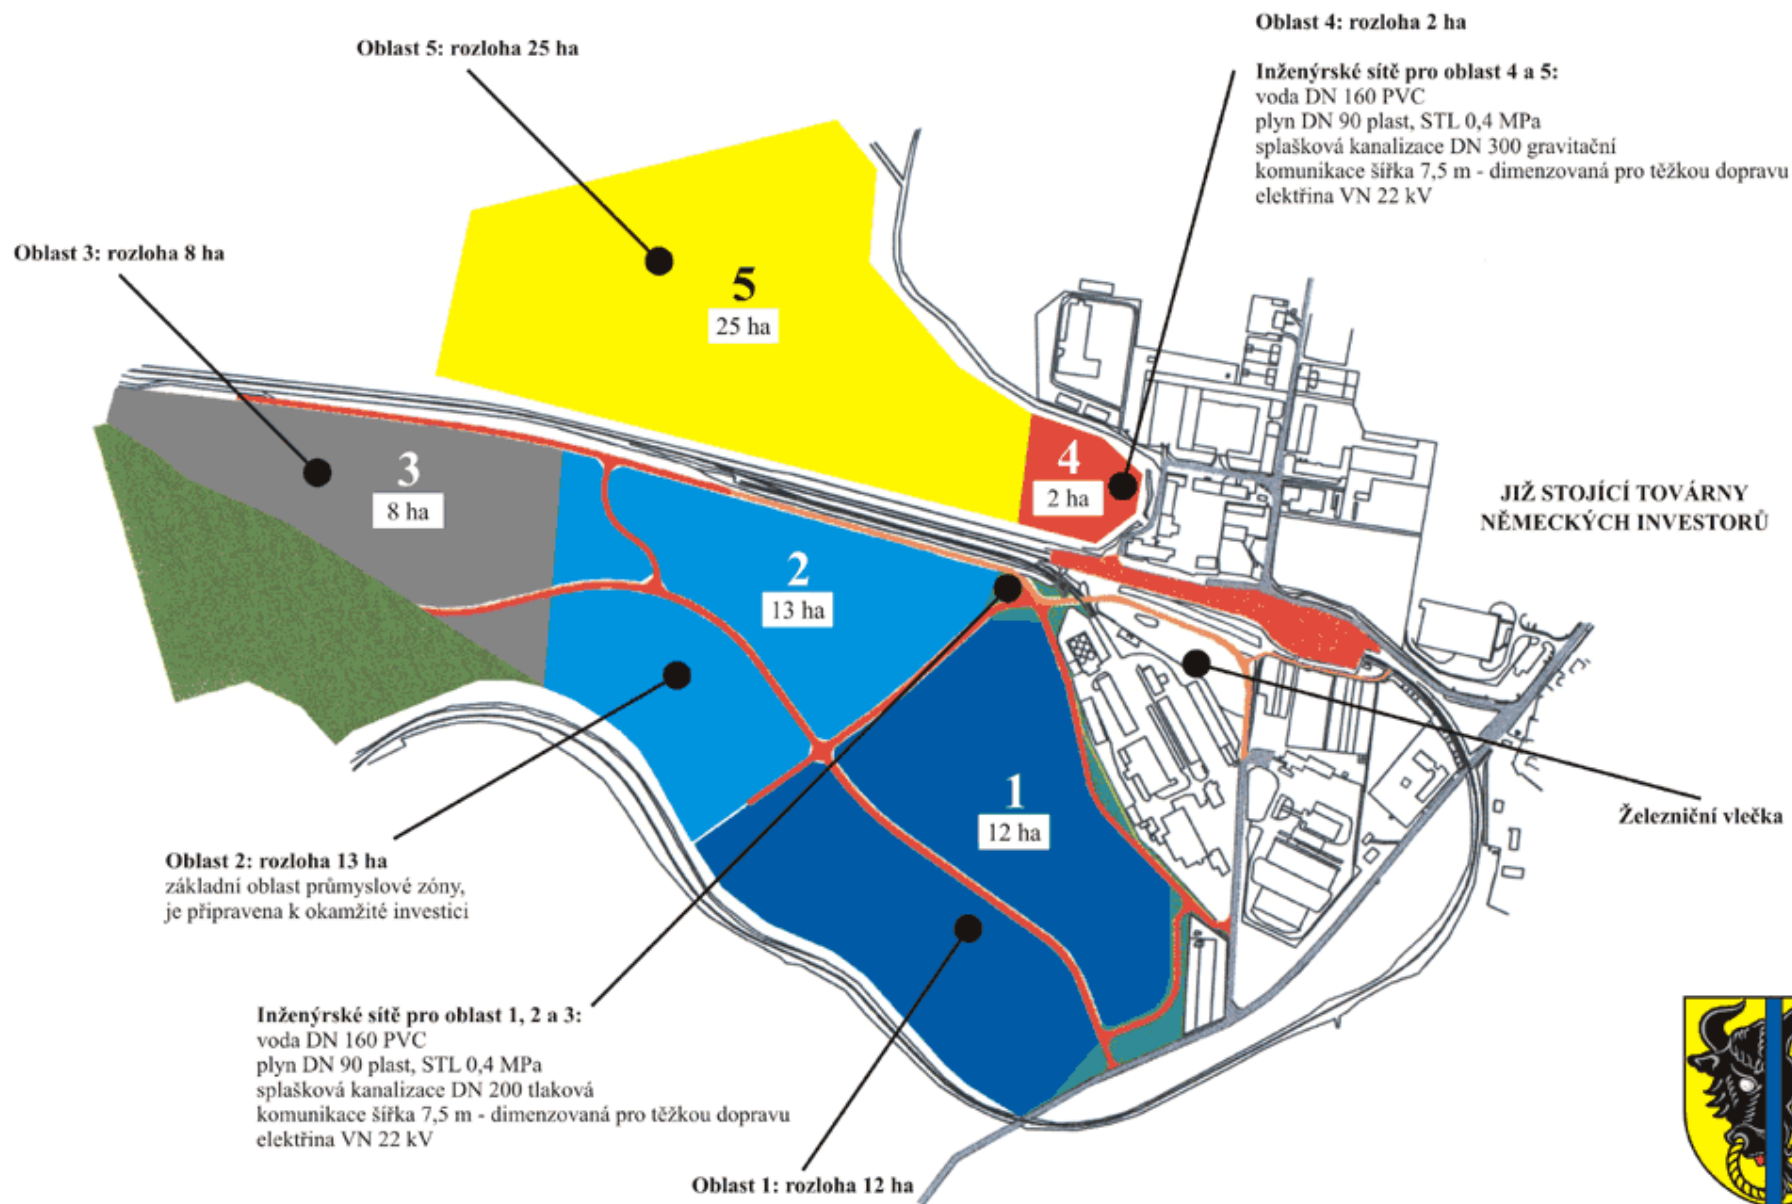 Oblast 4: rozloha 2 ha
Oblast 5: rozloha 25 ha
Inženýrské sítě pro oblast 4 a 5:
voda DN 160 PVC
plyn DN 90 plast, STL 0,4 MPa
splašková kanalizace DN 300 gravitační
komunikace šířka 7,5 m - dimenzovaná pro těžkou dopravu
elektřina VN 22 kV
Oblast 3: rozloha 8 ha
5
25 ha
4
2 ha
3
8 ha
JIŽ STOJÍCÍ TOVÁRNY
NĚMECKÝCH INVESTORŮ
2
13 ha
1
12 ha
Železniční vlečka
Oblast 2: rozloha 13 ha
základní oblast průmyslové zóny,
je připravena k okamžité investici
Inženýrské sítě pro oblast 1, 2 a 3:
voda DN 160 PVC
plyn DN 90 plast, STL 0,4 MPa
splašková kanalizace DN 200 tlaková
komunikace šířka 7,5 m - dimenzovaná pro těžkou dopravu
elektřina VN 22 kV
Oblast 1: rozloha 12 ha